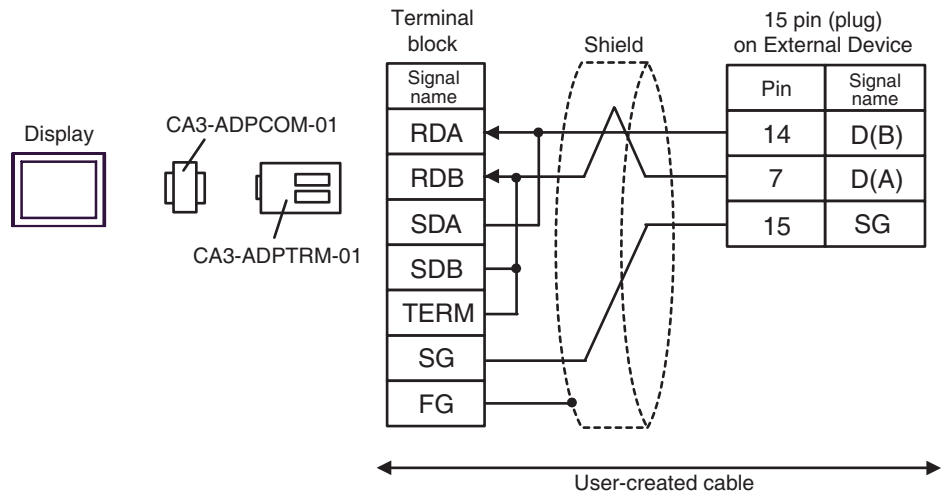 Terminal
block
Shield
15 pin (plug)
on External Device
Display
CA3-ADPCOM-01
CA3-ADPTRM-01
Signal
name
RDA
RDB
SDA
SDB
TERM
SG
FG
Pin
Signal
name
14
D(B)
7
D(A)
15
SG
User-created cable